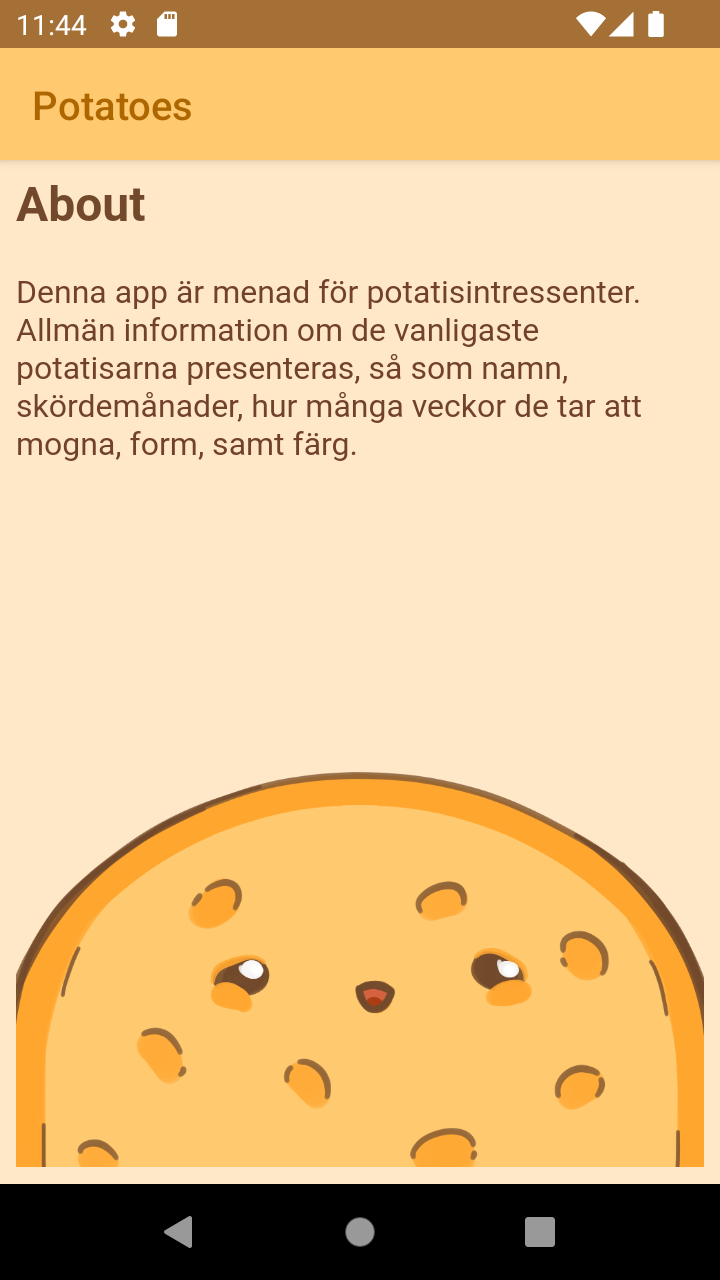 11:44
Potatoes
About
Denna app är menad för potatisintressenter.
Allmän information om de vanligaste
potatisarna presenteras, så som namn,
skördemånader, hur många veckor de tar att
mogna, form, samt färg.